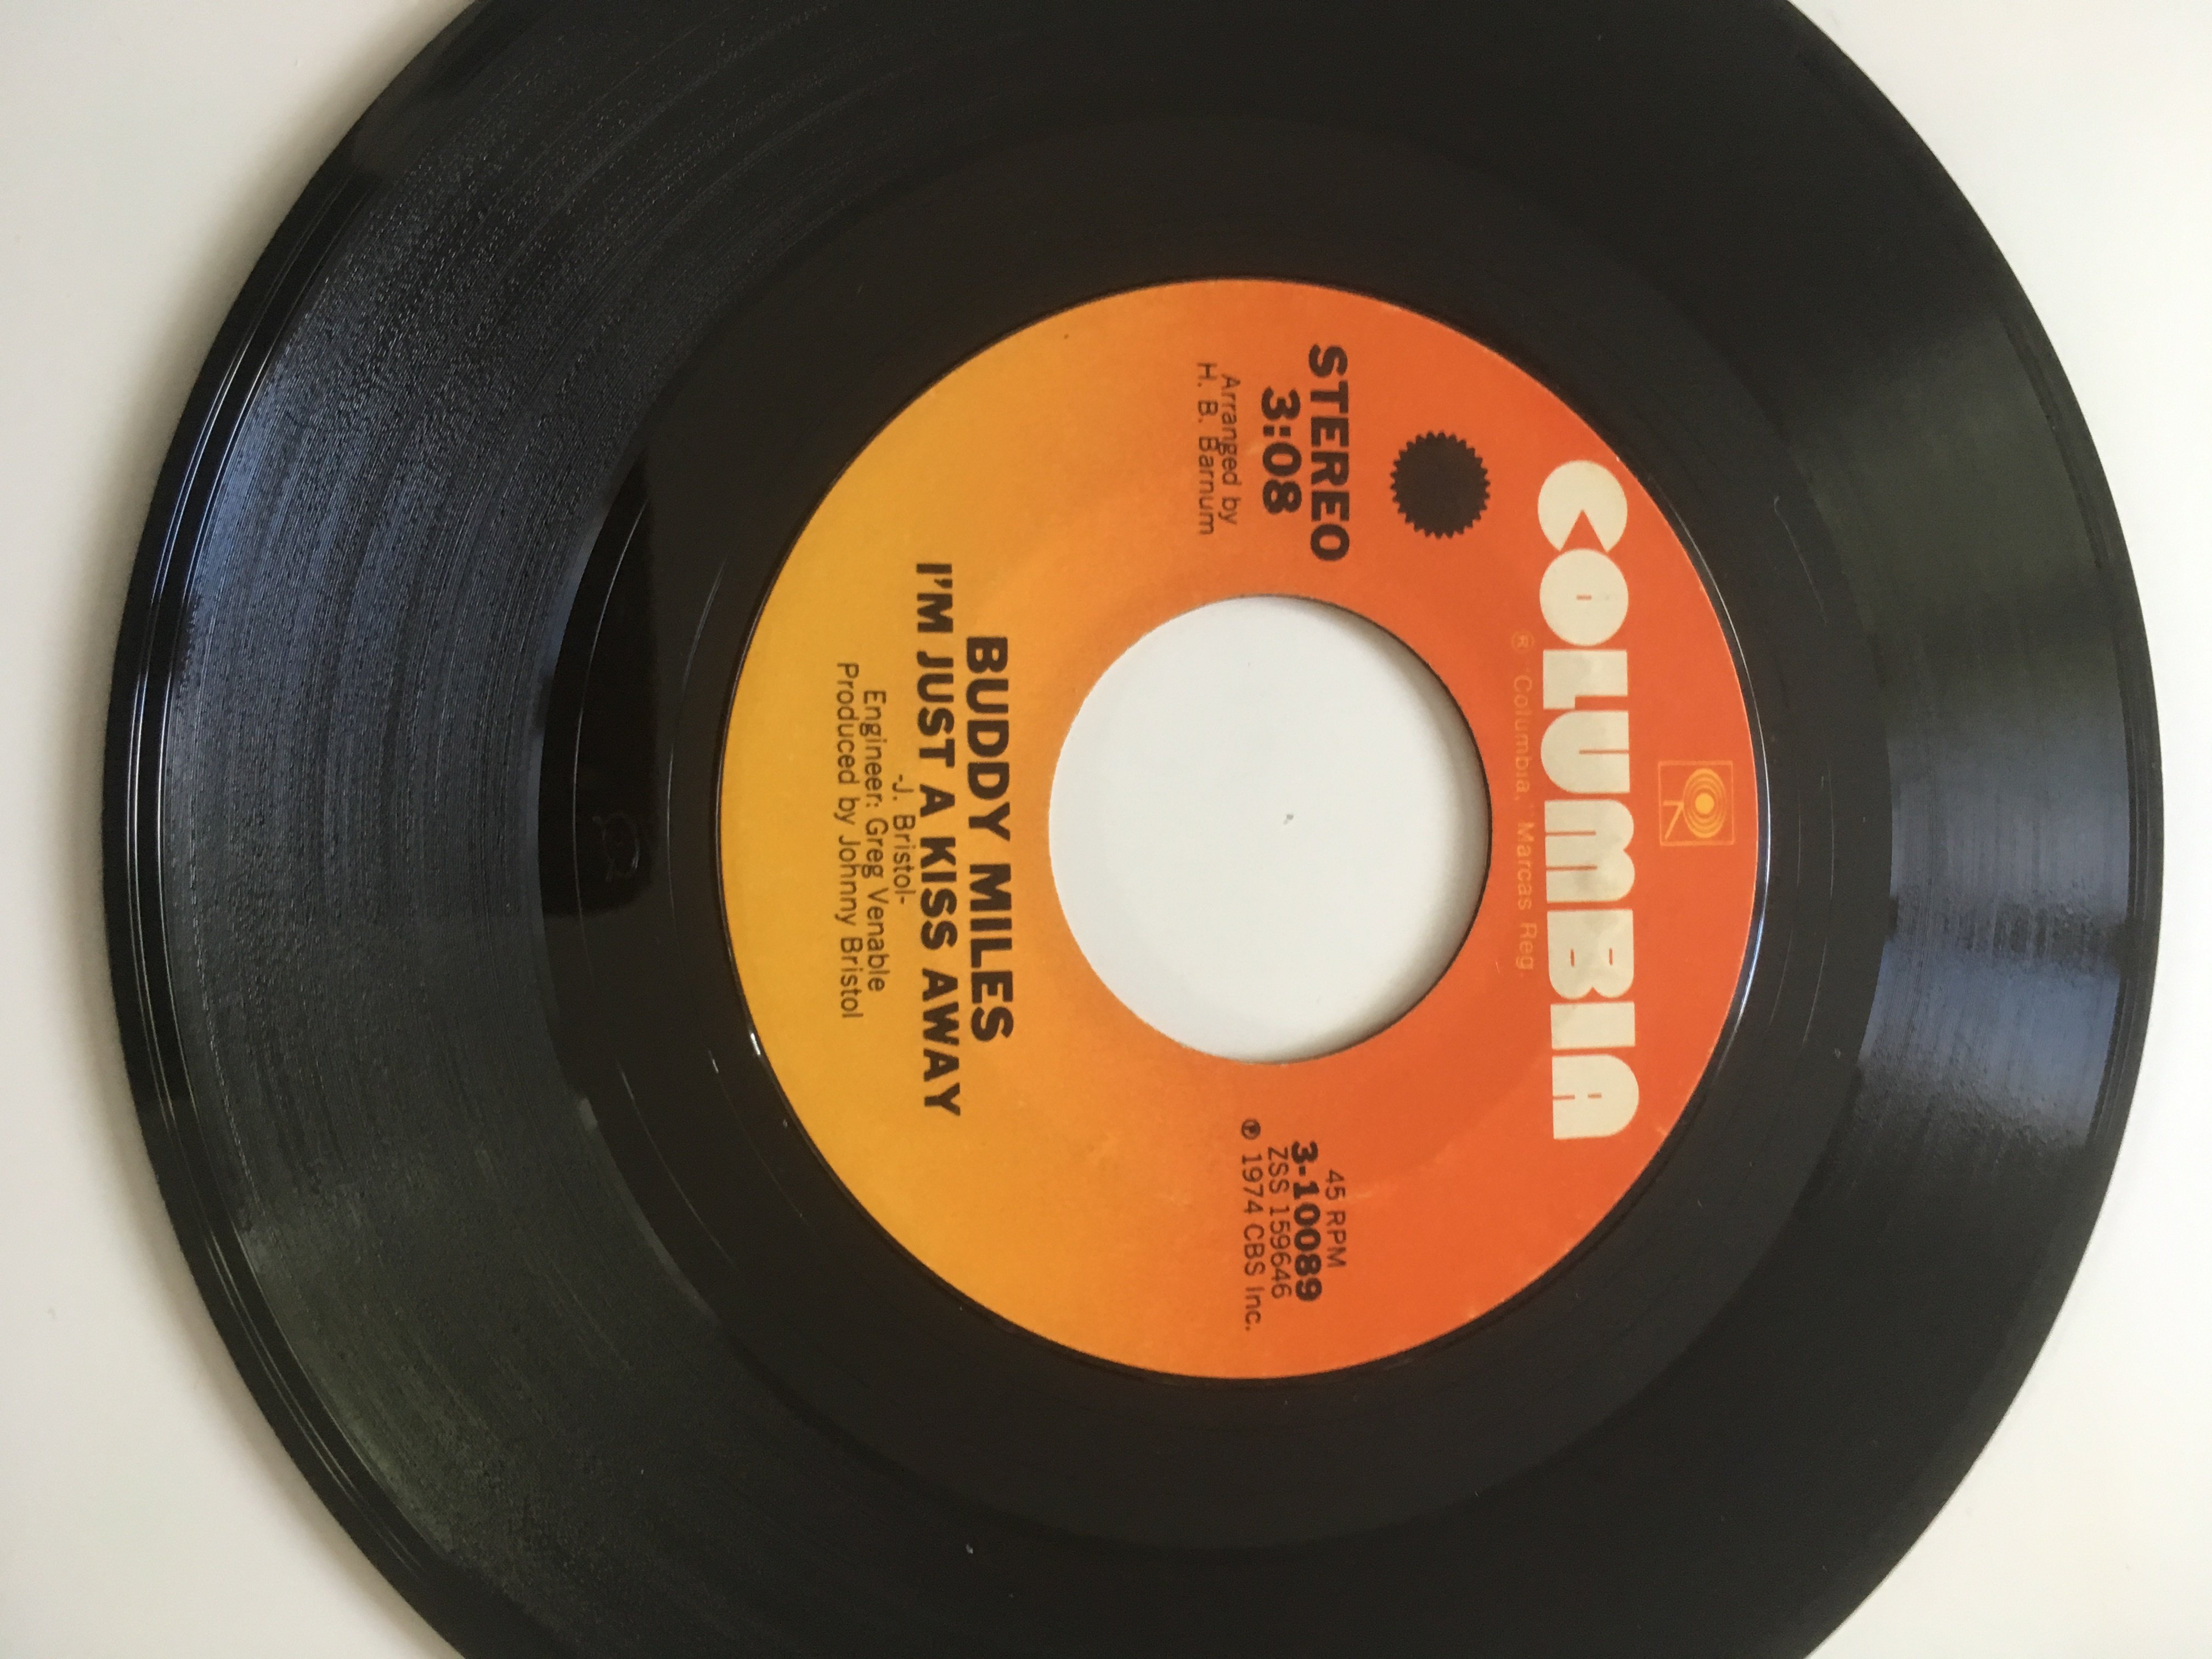 COLUMBIA
® "Columbia," Marcas Reg.
STEREO
3:08
Arranged by
H. B. Barnum
45 RPM
3-10089
ZSS 159646
℗ 1974 CBS Inc.
BUDDY MILES
I'M JUST A KISS AWAY
-J. Bristol-
Engineer: Greg Venable
Produced by Johnny Bristol